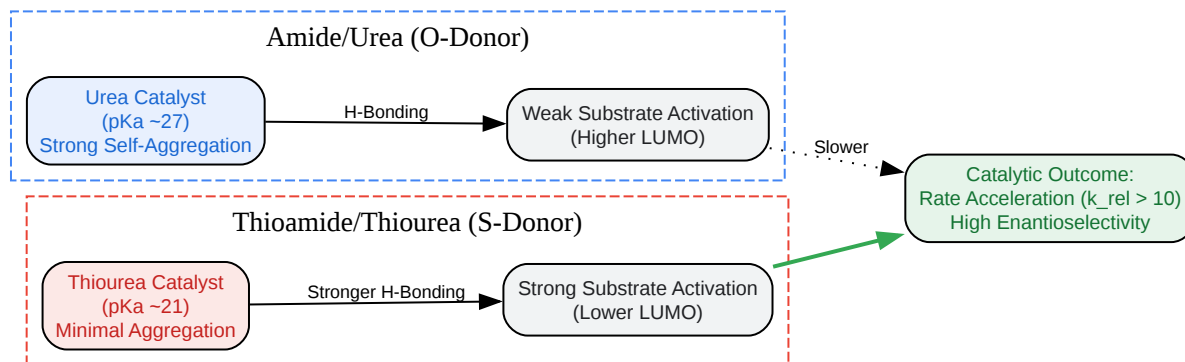 Amide/Urea (O-Donor)
Urea Catalyst
(pKa ~27)
Strong Self-Aggregation
H-Bonding
Weak Substrate Activation
(Higher LUMO)
Slower
Catalytic Outcome:
Rate Acceleration (k_rel > 10)
High Enantioselectivity
Thioamide/Thiourea (S-Donor)
Thiourea Catalyst
(pKa ~21)
Minimal Aggregation
Stronger H-Bonding
Strong Substrate Activation
(Lower LUMO)